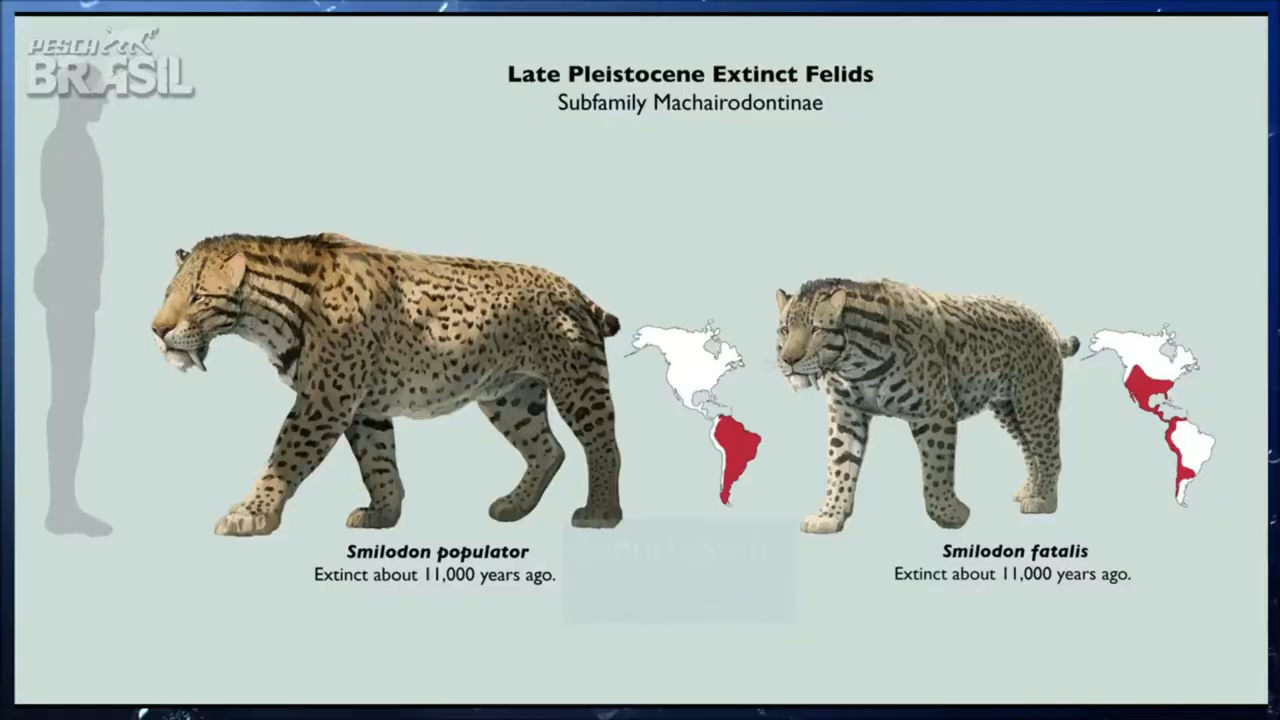 PESCA
BRASIL
Late Pleistocene Extinct Felids
Subfamily Machairodontinae
Smilodon populator
Extinct about 11,000 years ago.
Smilodon fatalis
Extinct about 11,000 years ago.